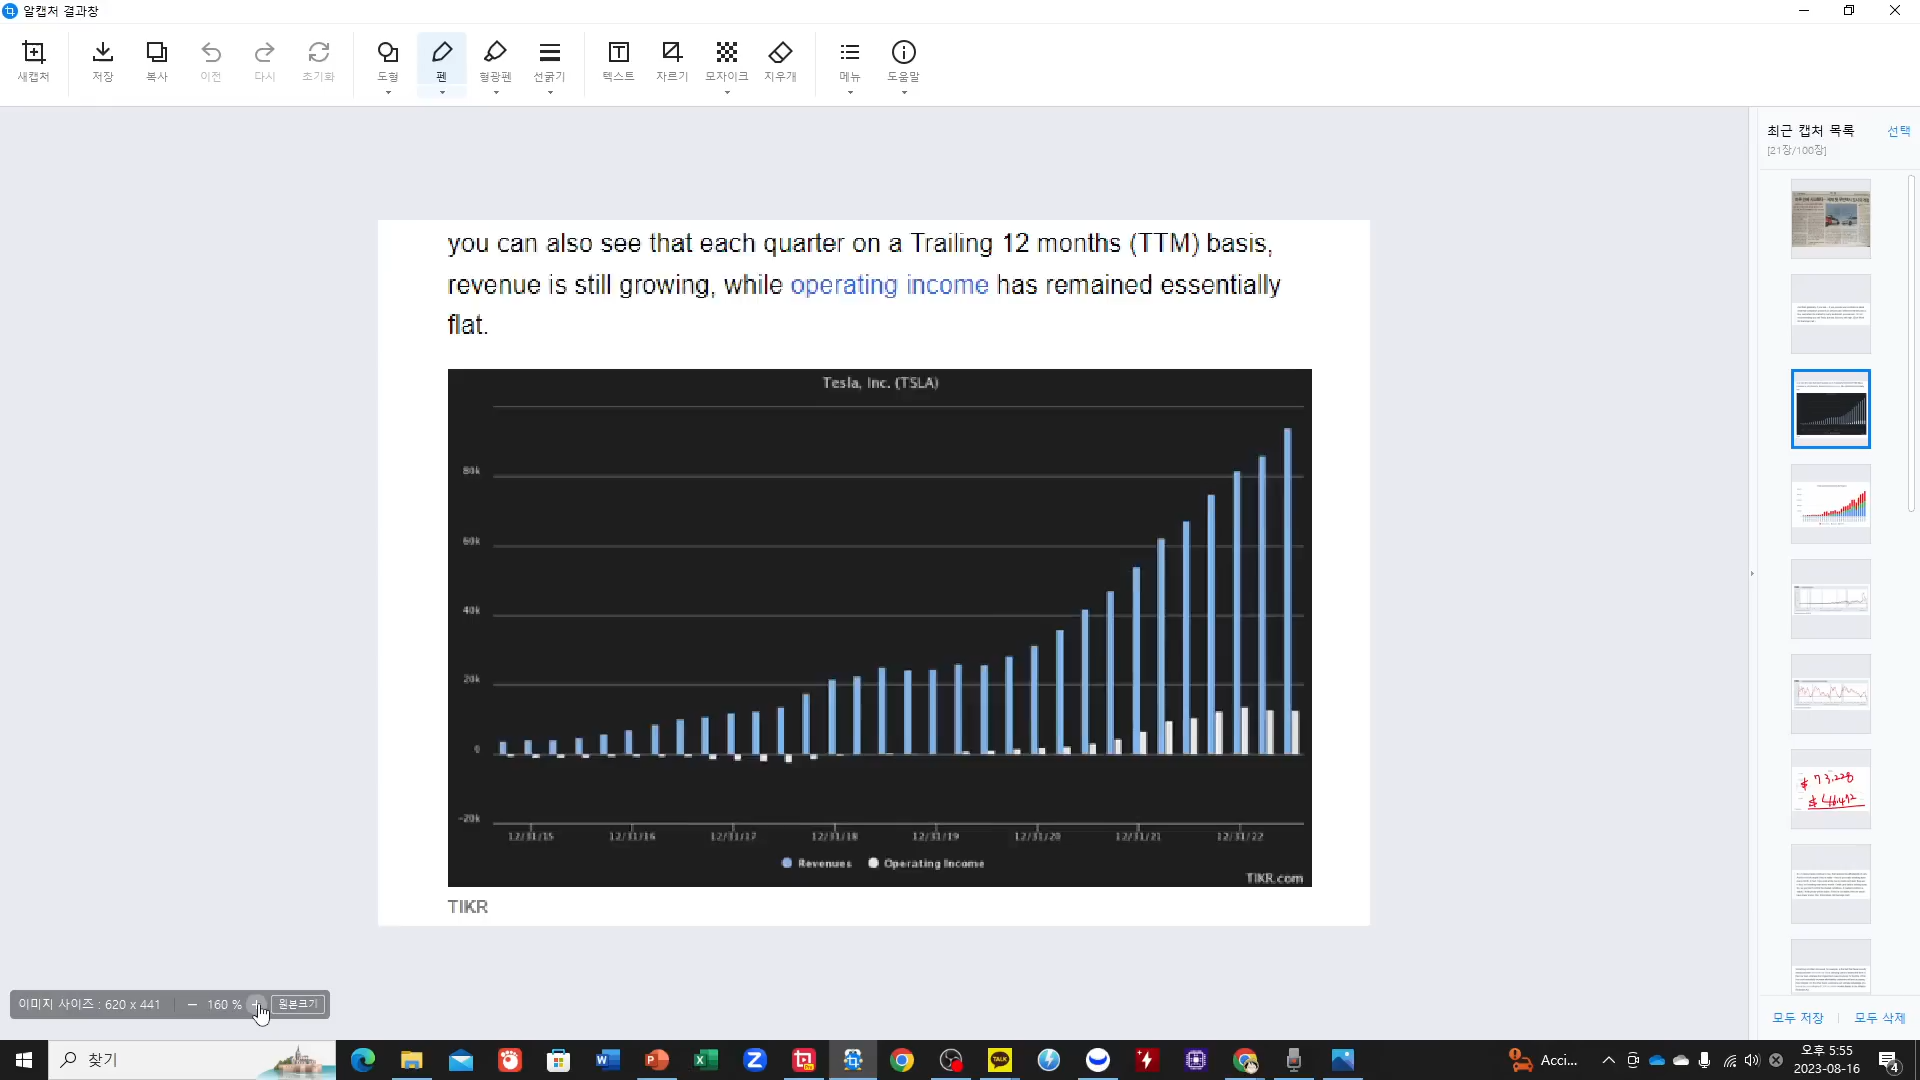 알캡처 결과창
새캡처
저장
복사
이전
다시
초기화
도형
펜
형광펜
선굵기
텍스트
자르기
모자이크
지우개
메뉴
도움말
최근 캡처 목록
선택
[21장/100장]
you can also see that each quarter on a Trailing 12 months (TTM) basis,
revenue is still growing, while operating income has remained essentially
flat.
Tesla, Inc. (TSLA)
80k
60k
40k
20k
0
-20k
12/31/15
12/31/16
12/31/17
12/31/18
12/31/19
12/31/20
12/31/21
12/31/22
Revenues
Operating Income
TIKR.com
TIKR
$ 73,228
이미지 사이즈 : 620 x 441
160 %
원본크기
모두 저장
모두 삭제
찾기
Acci...
오후 5:55
2023-08-16
4